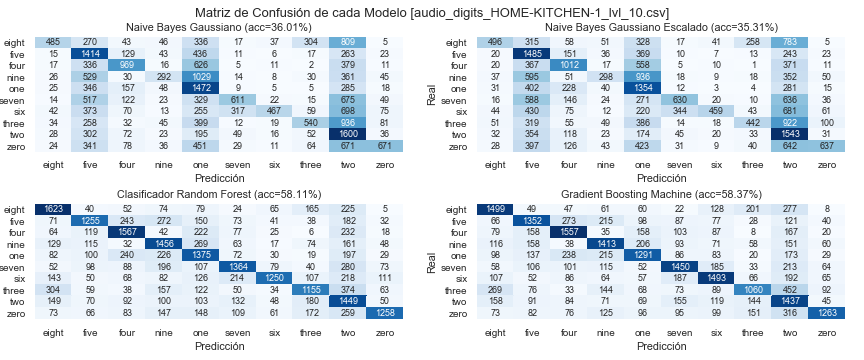 Matriz de Confusión de cada Modelo [audio_digits_HOME-KITCHEN-1_lvl_10.csv]
Naive Bayes Gaussiano (acc=36.01%)
eight 485 270 43 46 336 17 37 304 809 5
five 15 1414 129 43 436 11 6 17 263 23
four 17 336 969 16 626 5 11 2 379 11
nine 26 529 30 292 1029 14 8 30 361 45
one 25 346 157 48 1472 9 5 5 285 18
seven 14 517 122 23 329 611 22 15 675 49
six 42 373 70 13 255 317 467 59 698 75
three 34 258 32 45 399 12 19 540 936 81
two 28 302 72 23 195 49 16 52 1600 36
zero 24 341 78 36 451 29 11 64 671 671
Predicción
Naive Bayes Gaussiano Escalado (acc=35.31%)
Real
eight 496 315 58 51 328 17 41 258 783 5
five 20 1485 151 36 369 10 7 13 243 23
four 20 367 1012 17 558 5 10 1 371 11
nine 37 595 51 298 936 18 9 18 352 50
one 31 402 228 40 1354 12 3 4 281 15
seven 16 588 146 24 271 630 20 10 636 36
six 44 430 75 12 220 344 459 43 681 61
three 41 319 55 49 386 14 18 442 922 100
two 32 354 118 23 174 45 20 33 1543 31
zero 28 397 126 43 423 31 9 40 642 637
Predicción
Clasificador Random Forest (acc=58.11%)
eight 1623 40 52 74 79 24 65 165 225 5
five 71 1255 243 272 150 73 41 38 182 32
four 64 119 1567 42 222 77 25 6 232 18
nine 129 115 32 1456 269 63 17 74 161 48
one 82 100 240 226 1375 72 30 19 197 29
seven 52 98 88 196 107 1364 79 40 280 73
six 143 50 68 82 126 214 1250 107 218 111
three 304 59 38 157 122 50 34 1155 374 63
two 149 70 92 100 103 132 48 180 1449 50
zero 73 66 83 147 148 109 61 172 259 1258
eight five four nine one seven six three two zero
Predicción
Gradient Boosting Machine (acc=58.37%)
Real
eight 1499 49 47 61 60 22 128 201 277 8
five 66 1352 273 215 98 87 77 28 121 40
four 79 158 1557 35 158 103 87 8 167 20
nine 116 158 38 1413 206 93 71 58 151 60
one 98 137 238 215 1291 86 62 20 173 29
seven 58 106 101 115 52 1450 185 33 213 64
six 107 52 86 64 57 187 1493 66 192 65
three 269 76 33 144 68 73 89 1060 452 92
two 158 91 84 71 69 155 119 144 1437 45
zero 73 82 76 125 96 95 99 151 316 1263
eight five four nine one seven six three two zero
Predicción